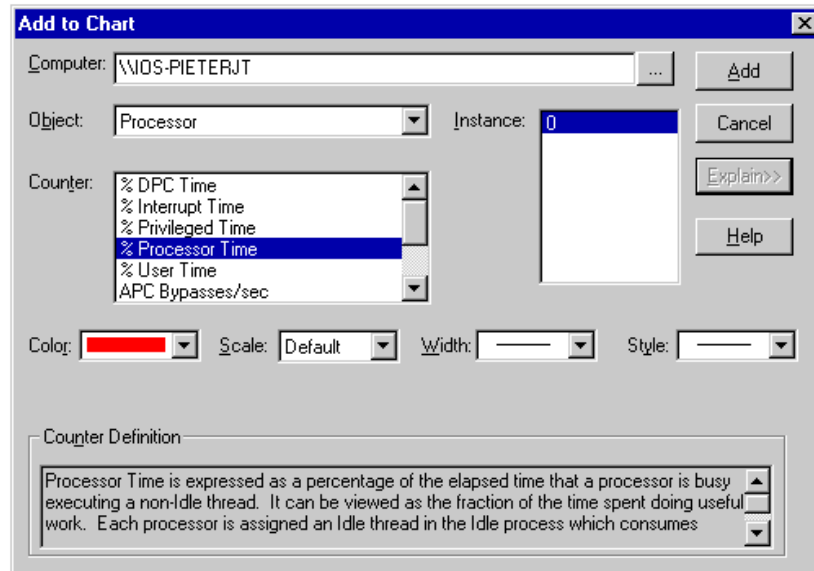 Add to Chart
Computer: \\IOS-PIETERJT ... Add
Object: Processor Instance: 0 Cancel
Counter: % DPC Time Explain>>
% Interrupt Time
% Privileged Time
% Processor Time Help
% User Time
APC Bypasses/sec
Color: Scale: Default Width: Style:
Counter Definition
Processor Time is expressed as a percentage of the elapsed time that a processor is busy
executing a non-Idle thread. It can be viewed as the fraction of the time spent doing useful
work. Each processor is assigned an Idle thread in the Idle process which consumes